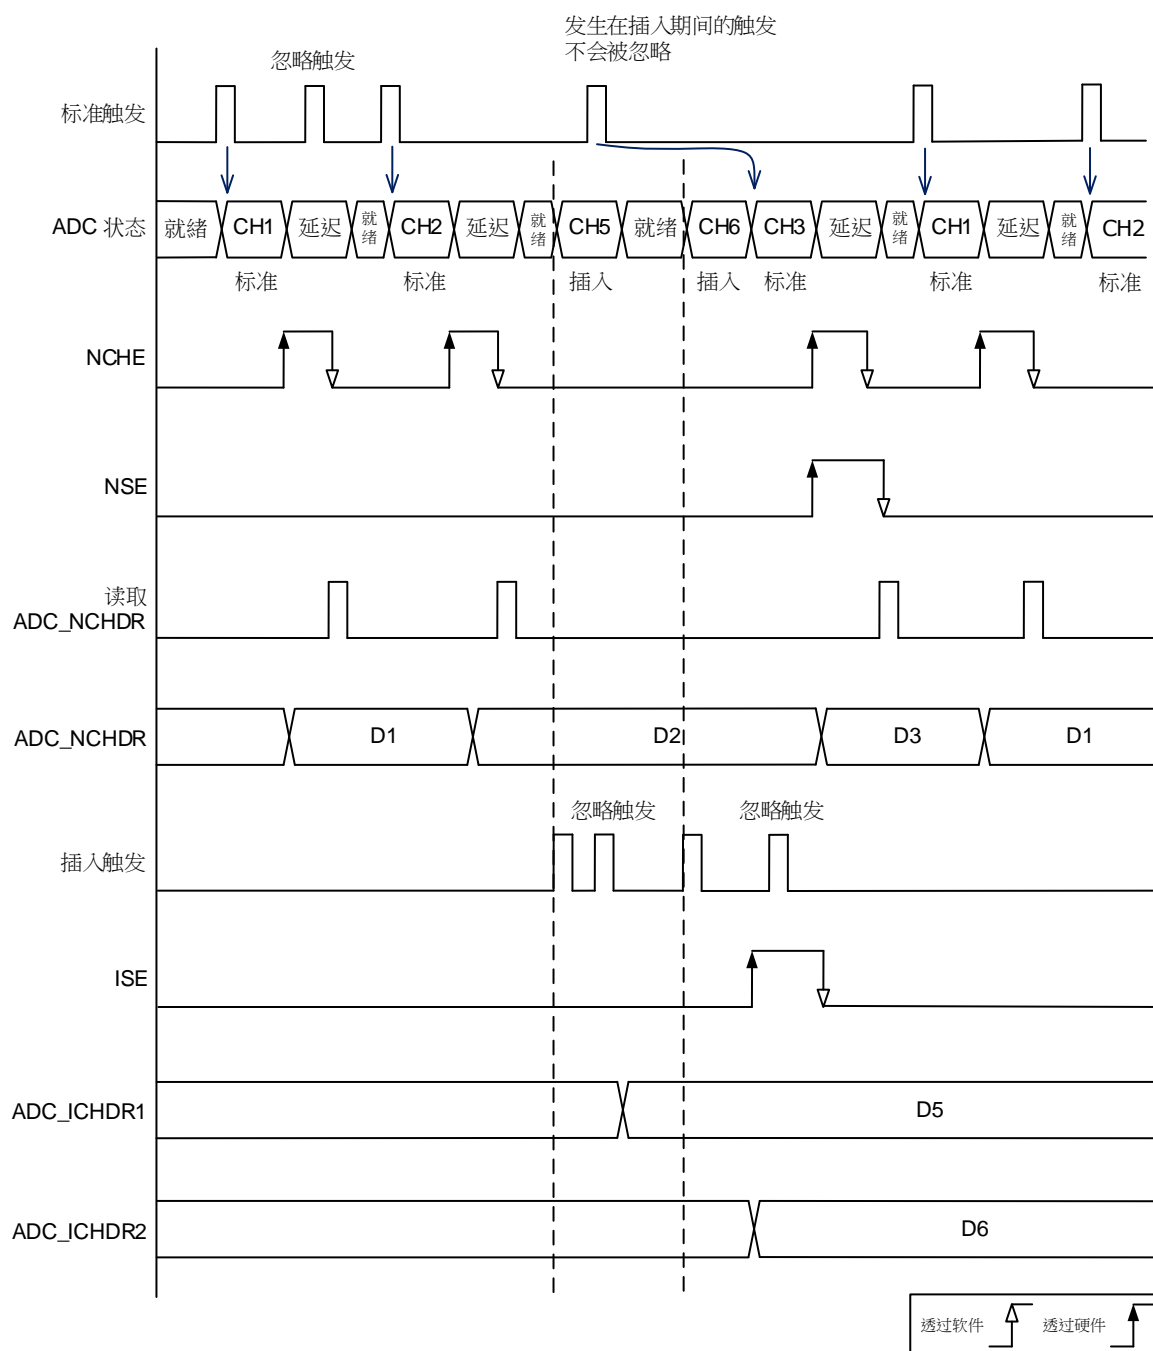 发生在插入期间的触发
不会被忽略
忽略触发
标准触发
ADC 状态
就緒 CH1 延迟 就绪 CH2 延迟 就绪 CH5 就绪 CH6 CH3 延迟 就绪 CH1 延迟 就绪 CH2
标准 标准 插入 插入 标准 标准 标准
NCHE
NSE
读取
ADC_NCHDR
ADC_NCHDR D1 D2 D3 D1
忽略触发 忽略触发
插入触发
ISE
ADC_ICHDR1 D5
ADC_ICHDR2 D6
透过软件 透过硬件